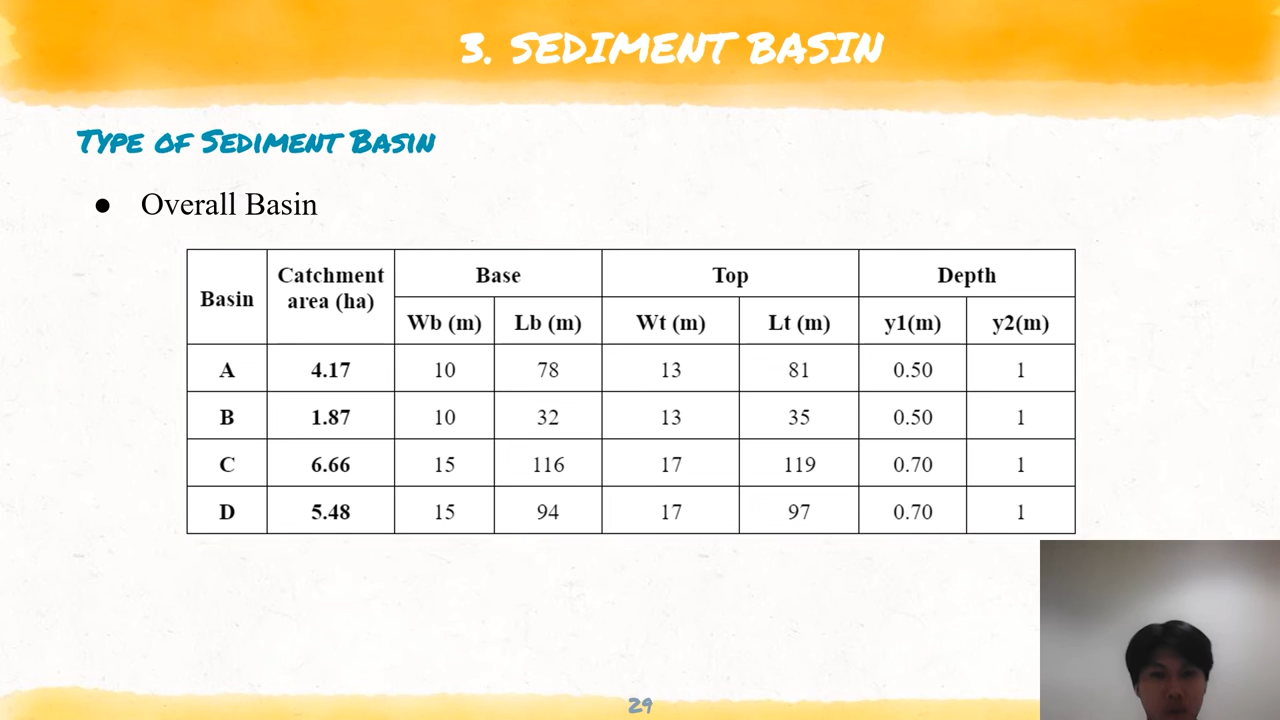 3. SEDIMENT BASIN
TYPE OF SEDIMENT BASIN
● Overall Basin
Basin Catchment area (ha) Base Top Depth
Wb (m) Lb (m) Wt (m) Lt (m) y1(m) y2(m)
A 4.17 10 78 13 81 0.50 1
B 1.87 10 32 13 35 0.50 1
C 6.66 15 116 17 119 0.70 1
D 5.48 15 94 17 97 0.70 1
29